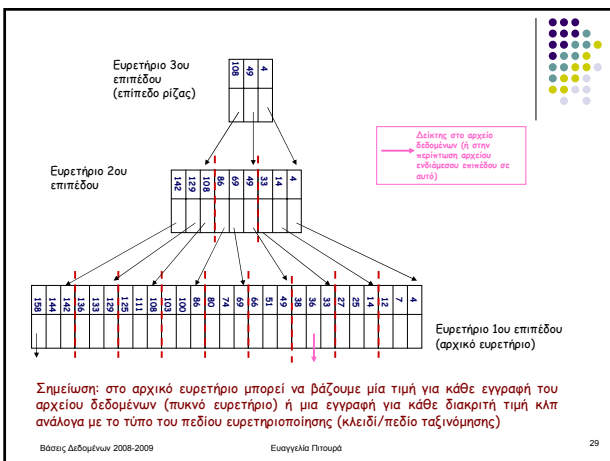 Ευρετήριο 3ου
επιπέδου
(επίπεδο ρίζας)
108 49 4
Δείκτης στο αρχείο
δεδομένων (ή στην
περίπτωση αρχείου
ενδιάμεσου επιπέδου σε
αυτό)
Ευρετήριο 2ου
επιπέδου
142 129 108 86 69 49 33 14 4
158 144 142 136 133 129 125 111 108 103 100 86 80 74 69 66 51 49 38 36 33 27 25 14 12 7 4
Ευρετήριο 1ου επιπέδου
(αρχικό ευρετήριο)
Σημείωση: στο αρχικό ευρετήριο μπορεί να βάζουμε μία τιμή για κάθε εγγραφή του
αρχείου δεδομένων (πυκνό ευρετήριο) ή μια εγγραφή για κάθε διακριτή τιμή κλπ
ανάλογα με το τύπο του πεδίου ευρετηριοποίησης (κλειδί/πεδίο ταξινόμησης)
Βάσεις Δεδομένων 2008-2009 Ευαγγελία Πιτουρά 29